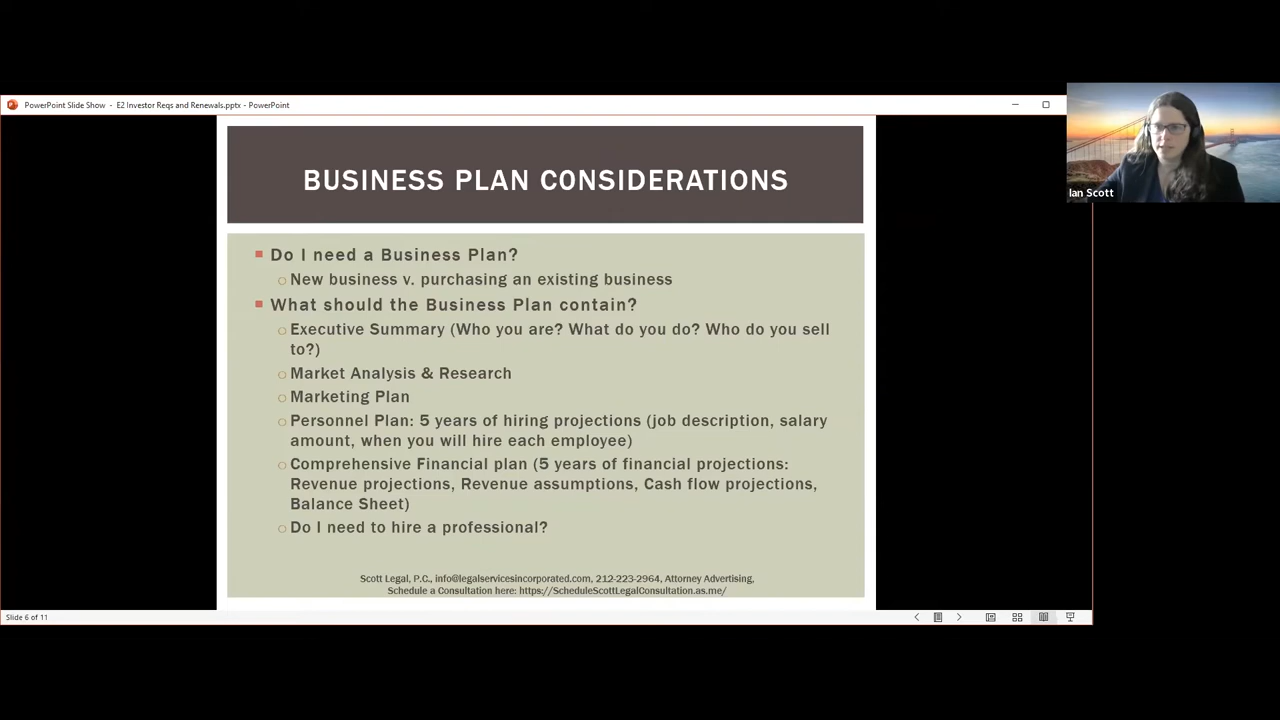 PowerPoint Slide Show - E2 Investor Reqs and Renewals.pptx - PowerPoint
BUSINESS PLAN CONSIDERATIONS
Do I need a Business Plan?
New business v. purchasing an existing business
What should the Business Plan contain?
Executive Summary (Who you are? What do you do? Who do you sell
to?)
Market Analysis & Research
Marketing Plan
Personnel Plan: 5 years of hiring projections (job description, salary
amount, when you will hire each employee)
Comprehensive Financial plan (5 years of financial projections:
Revenue projections, Revenue assumptions, Cash flow projections,
Balance Sheet)
Do I need to hire a professional?
Scott Legal, P.C., info@legalservicesincorporated.com, 212-223-2964, Attorney Advertising,
Schedule a Consultation here: https://ScheduleScottLegalConsultation.as.me/
Slide 6 of 11
Ian Scott